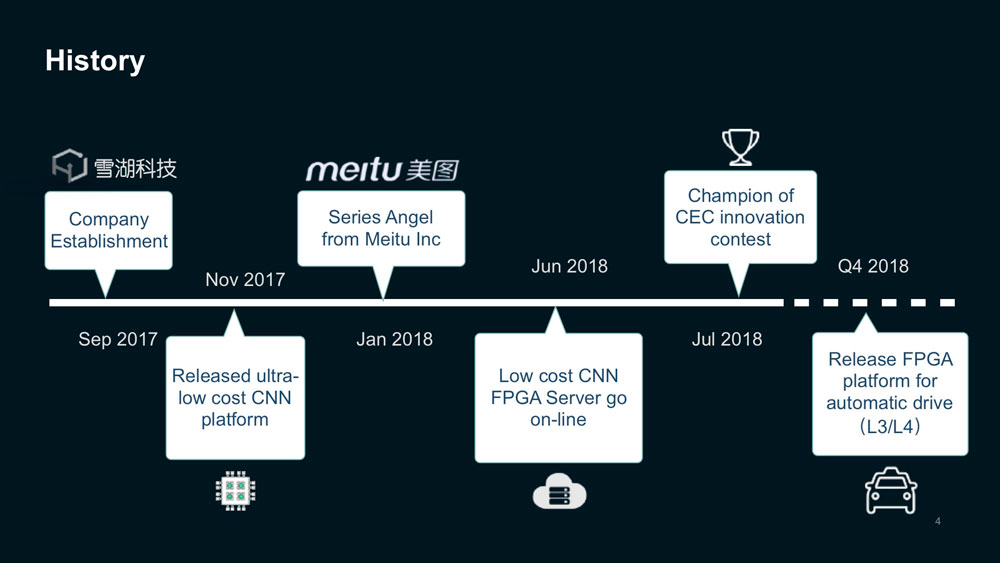 History
雪湖科技
Company
Establishment
Sep 2017
Nov 2017
Released ultra-
low cost CNN
platform
meitu 美图
Series Angel
from Meitu Inc
Jan 2018
Jun 2018
Low cost CNN
FPGA Server go
on-line
Champion of
CEC innovation
contest
Jul 2018
Q4 2018
Release FPGA
platform for
automatic drive
（L3/L4）
4